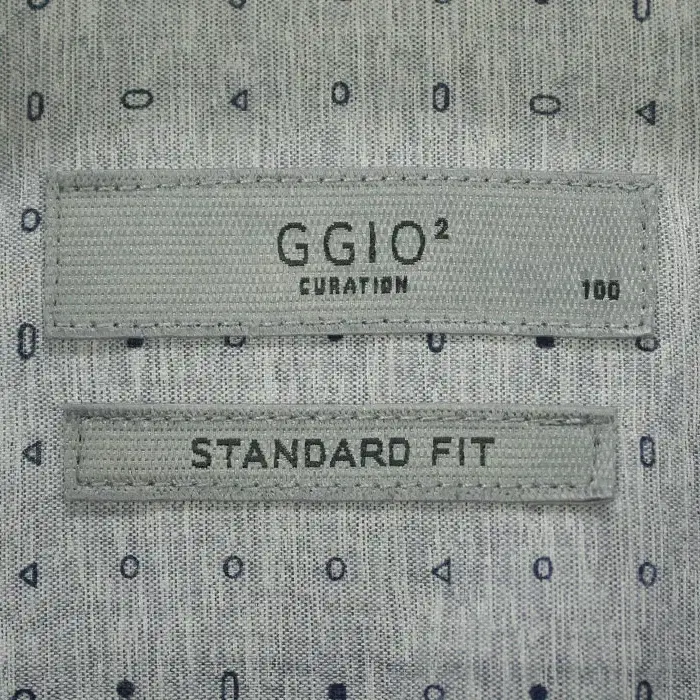 GGIO²
CURATION
100
STANDARD FIT